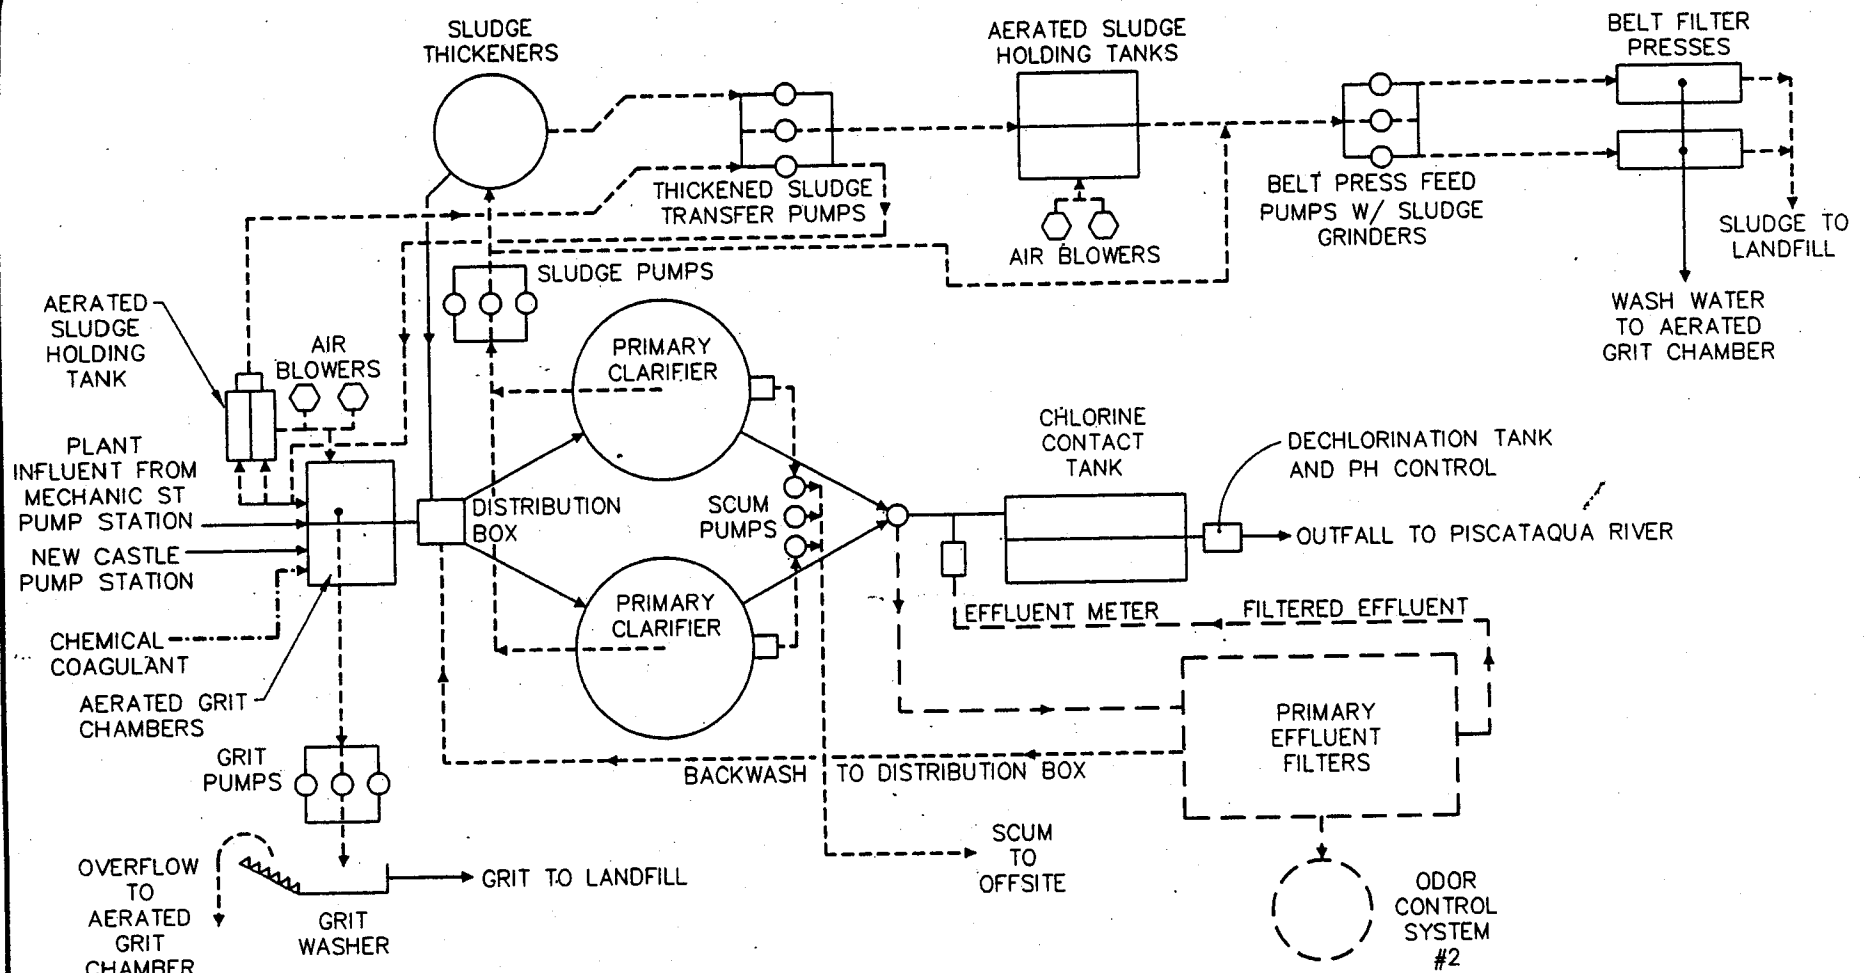 SLUDGE
THICKENERS
AERATED SLUDGE
HOLDING TANKS
BELT FILTER
PRESSES
THICKENED SLUDGE
TRANSFER PUMPS
AIR BLOWERS
BELT PRESS FEED
PUMPS W/ SLUDGE
GRINDERS
SLUDGE TO
LANDFILL
WASH WATER
TO AERATED
GRIT CHAMBER
SLUDGE PUMPS
AERATED
SLUDGE
HOLDING
TANK
AIR
BLOWERS
PRIMARY
CLARIFIER
PLANT
INFLUENT FROM
MECHANIC ST
PUMP STATION
NEW CASTLE
PUMP STATION
CHEMICAL
COAGULANT
AERATED GRIT
CHAMBERS
DISTRIBUTION
BOX
SCUM
PUMPS
PRIMARY
CLARIFIER
CHLORINE
CONTACT
TANK
DECHLORINATION TANK
AND PH CONTROL
OUTFALL TO PISCATAQUA RIVER
EFFLUENT METER
FILTERED EFFLUENT
PRIMARY
EFFLUENT
FILTERS
BACKWASH TO DISTRIBUTION BOX
GRIT
PUMPS
SCUM
TO
OFFSITE
OVERFLOW
TO
AERATED
GRIT
CHAMBER
GRIT TO LANDFILL
GRIT
WASHER
ODOR
CONTROL
SYSTEM
#2